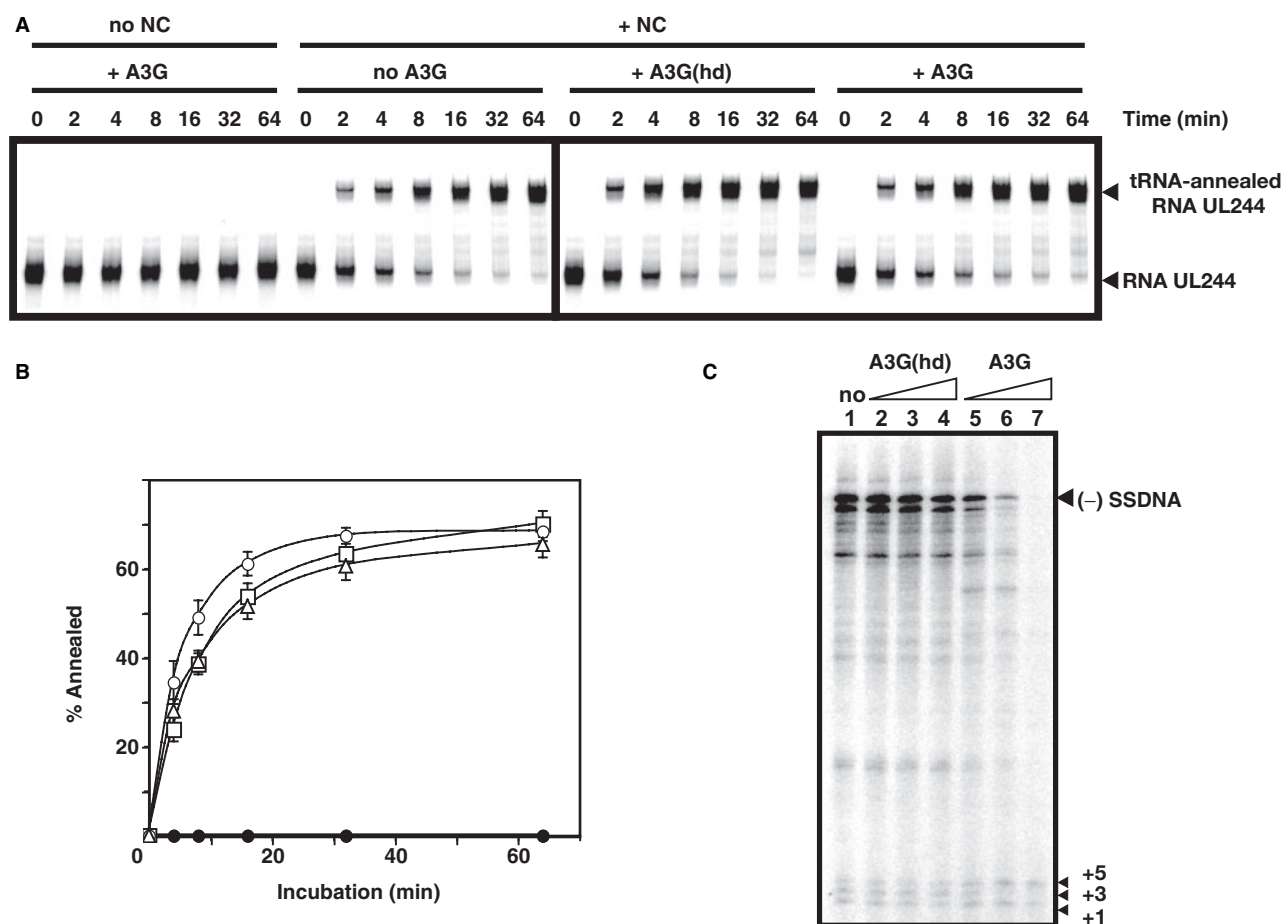 A
no NC
+ NC
+ A3G
no A3G
+ A3G(hd)
+ A3G
0 2 4 8 16 32 64 0 2 4 8 16 32 64 0 2 4 8 16 32 64 0 2 4 8 16 32 64 Time (min)
tRNA-annealed
RNA UL244
RNA UL244
B
% Annealed
60
40
20
0 20 40 60
Incubation (min)
C
A3G(hd) A3G
no
1 2 3 4 5 6 7
(−) SSDNA
+5
+3
+1